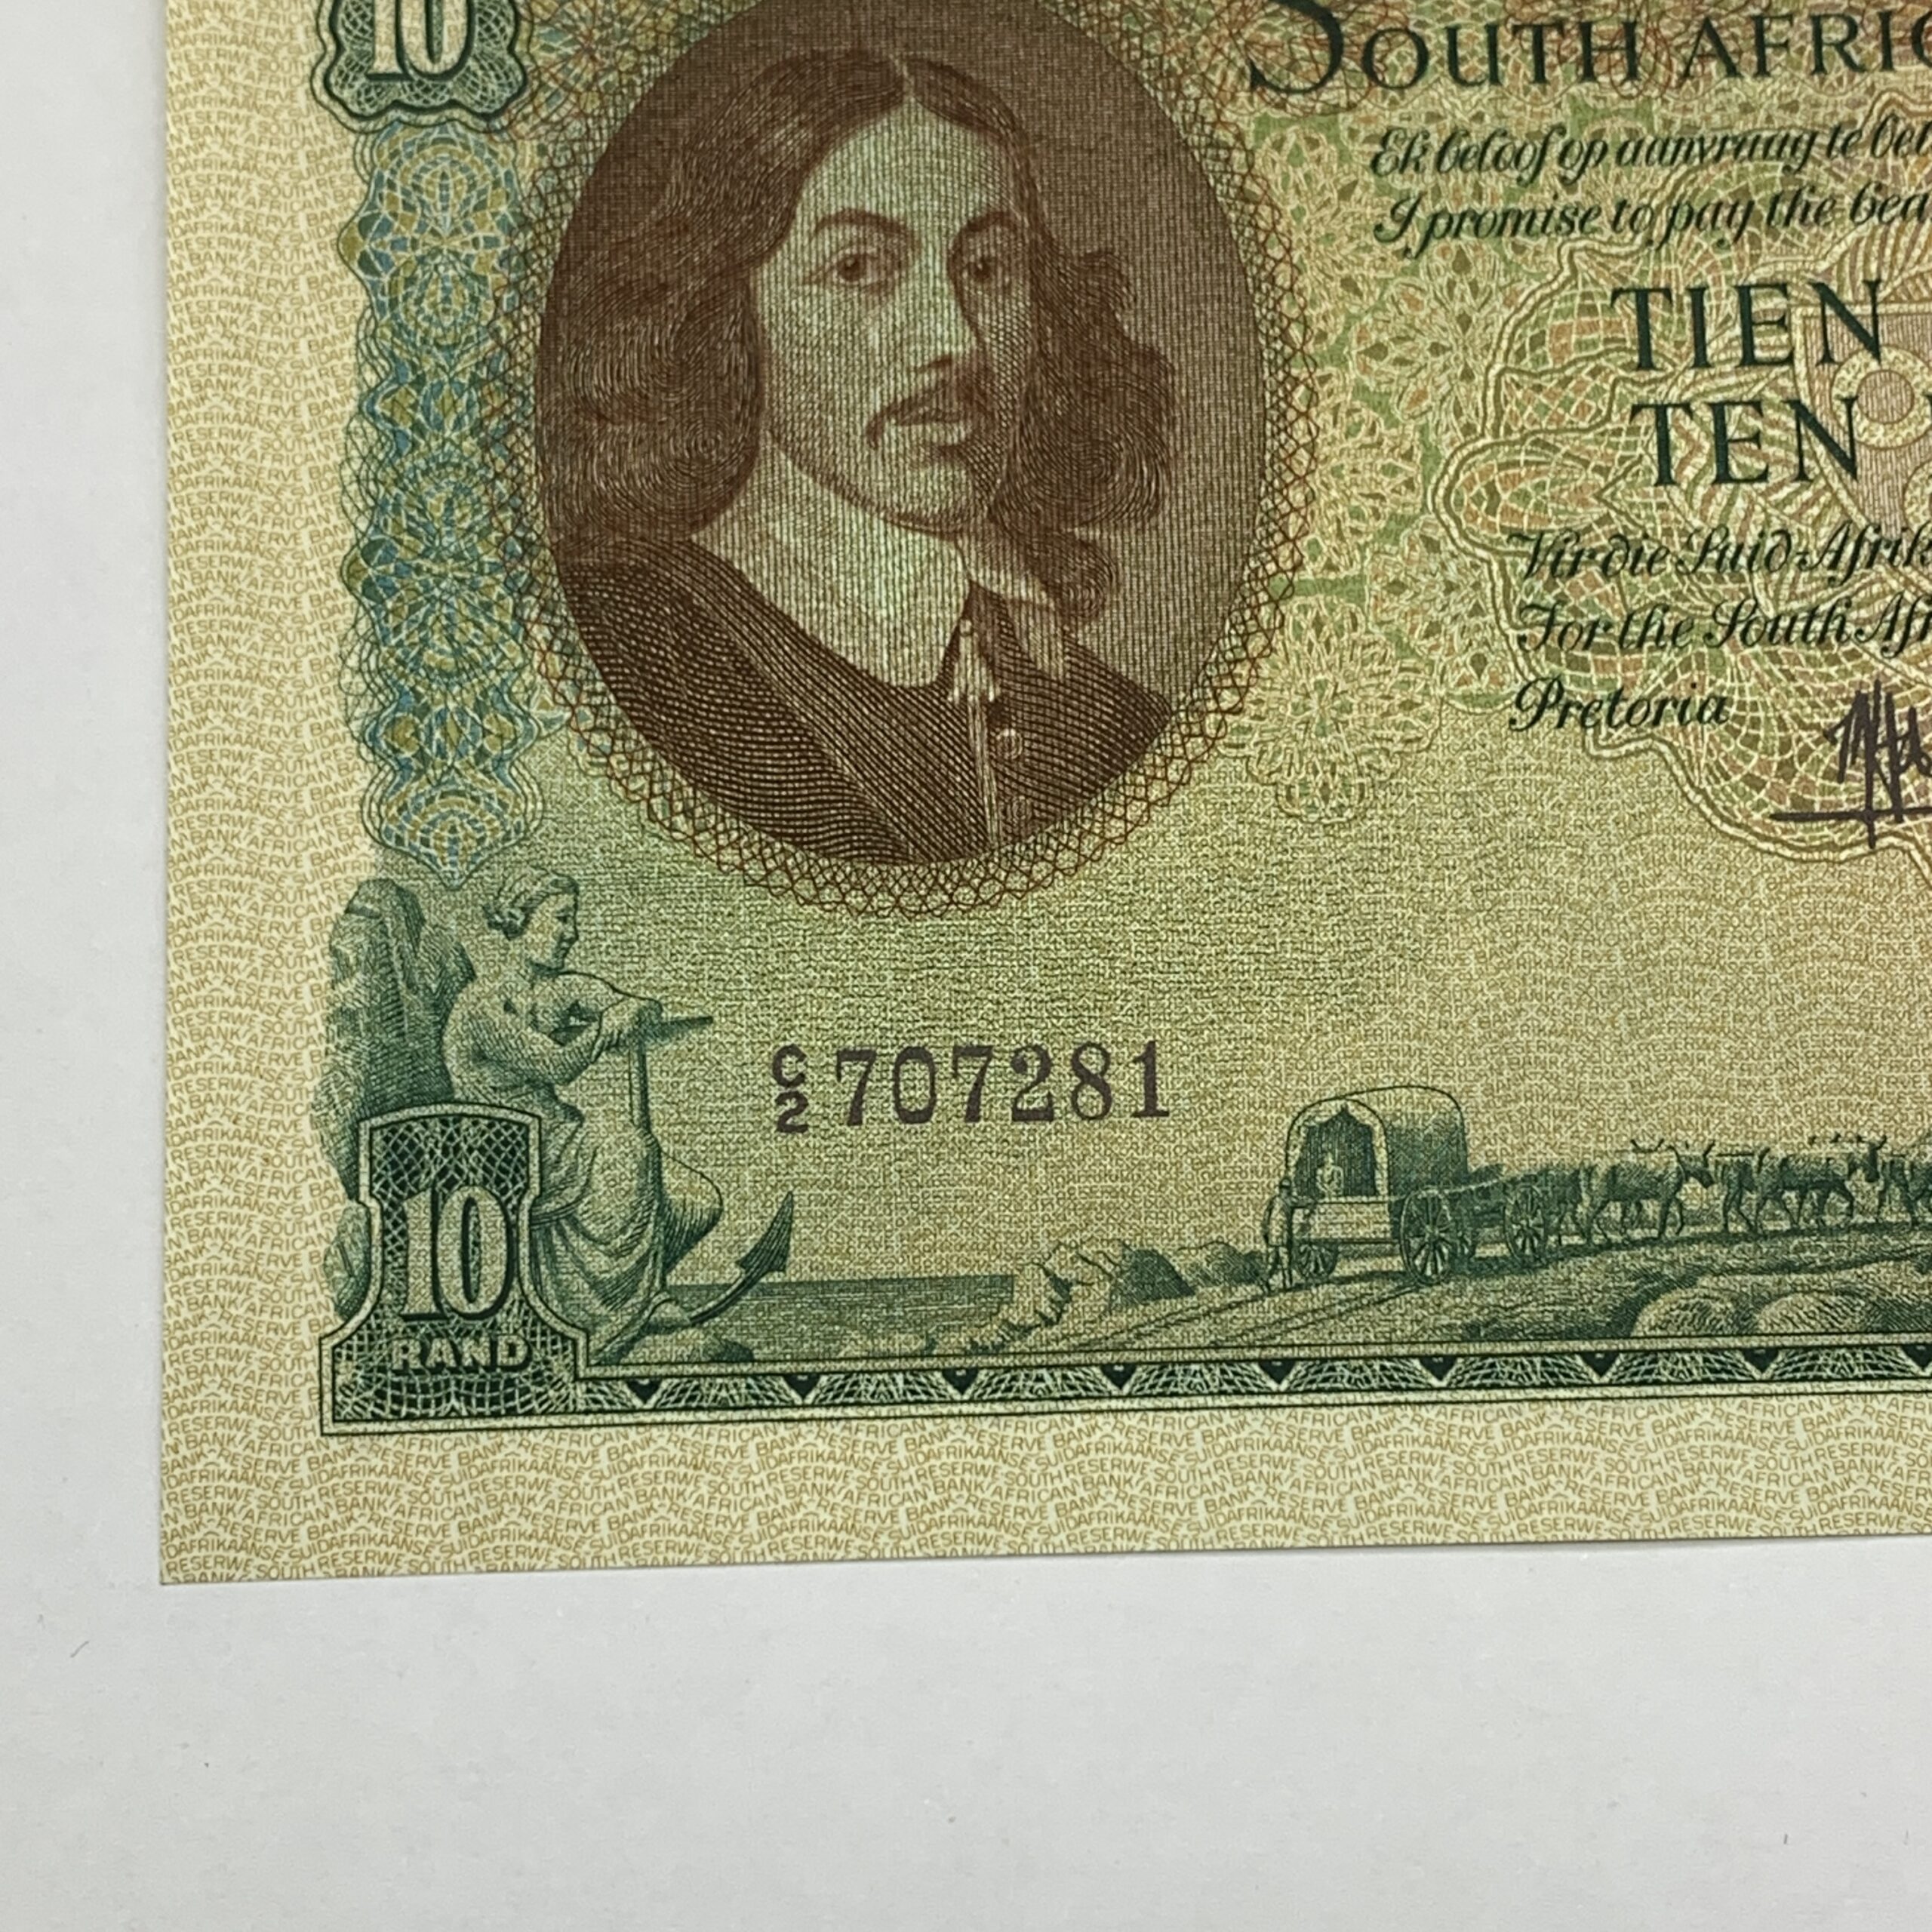 10
SOUTH AFRIC
Ek beloof op aanvraag te bet
I promise to pay the bea
TIEN
TEN
Vir die Suid-Afrik
For the South Afr
Pretoria
C/2 707281
10
RAND